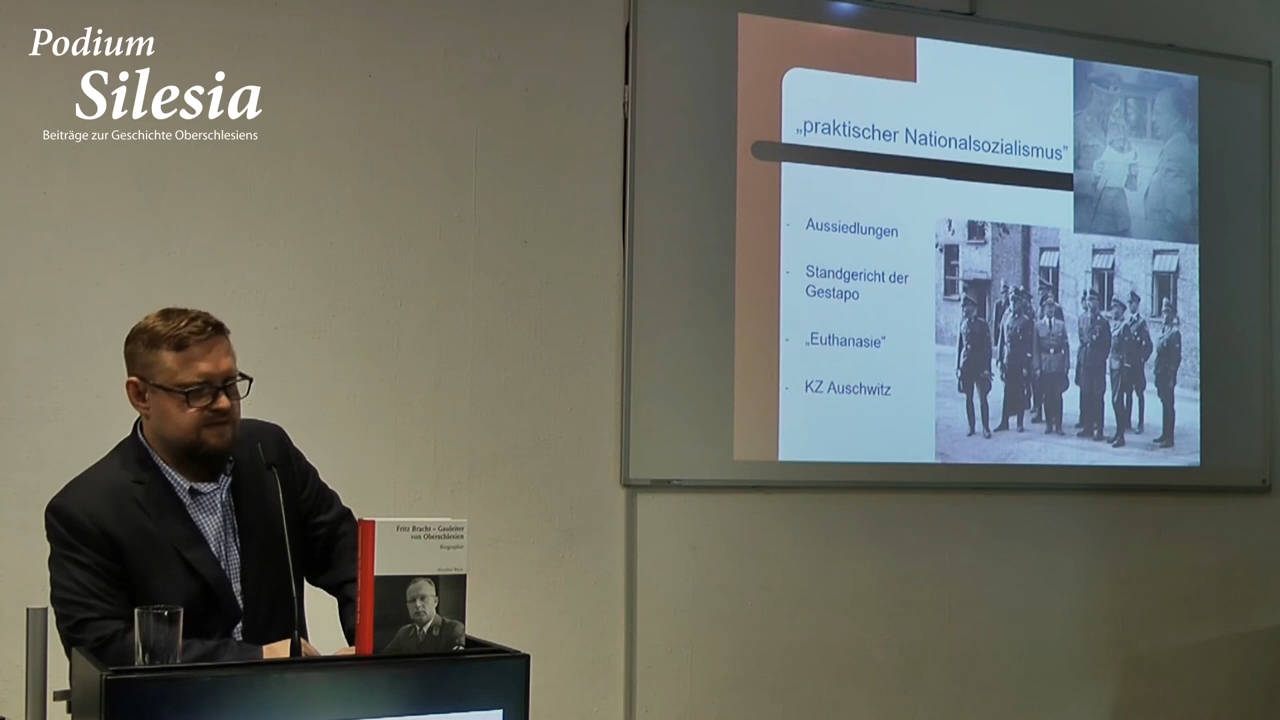 Podium
Silesia
Beiträge zur Geschichte Oberschlesiens
„praktischer Nationalsozialismus"
- Aussiedlungen
- Standgericht der
Gestapo
- „Euthanasie"
- KZ Auschwitz
Fritz Bracht – Gauleiter
von Oberschlesien
Biographie